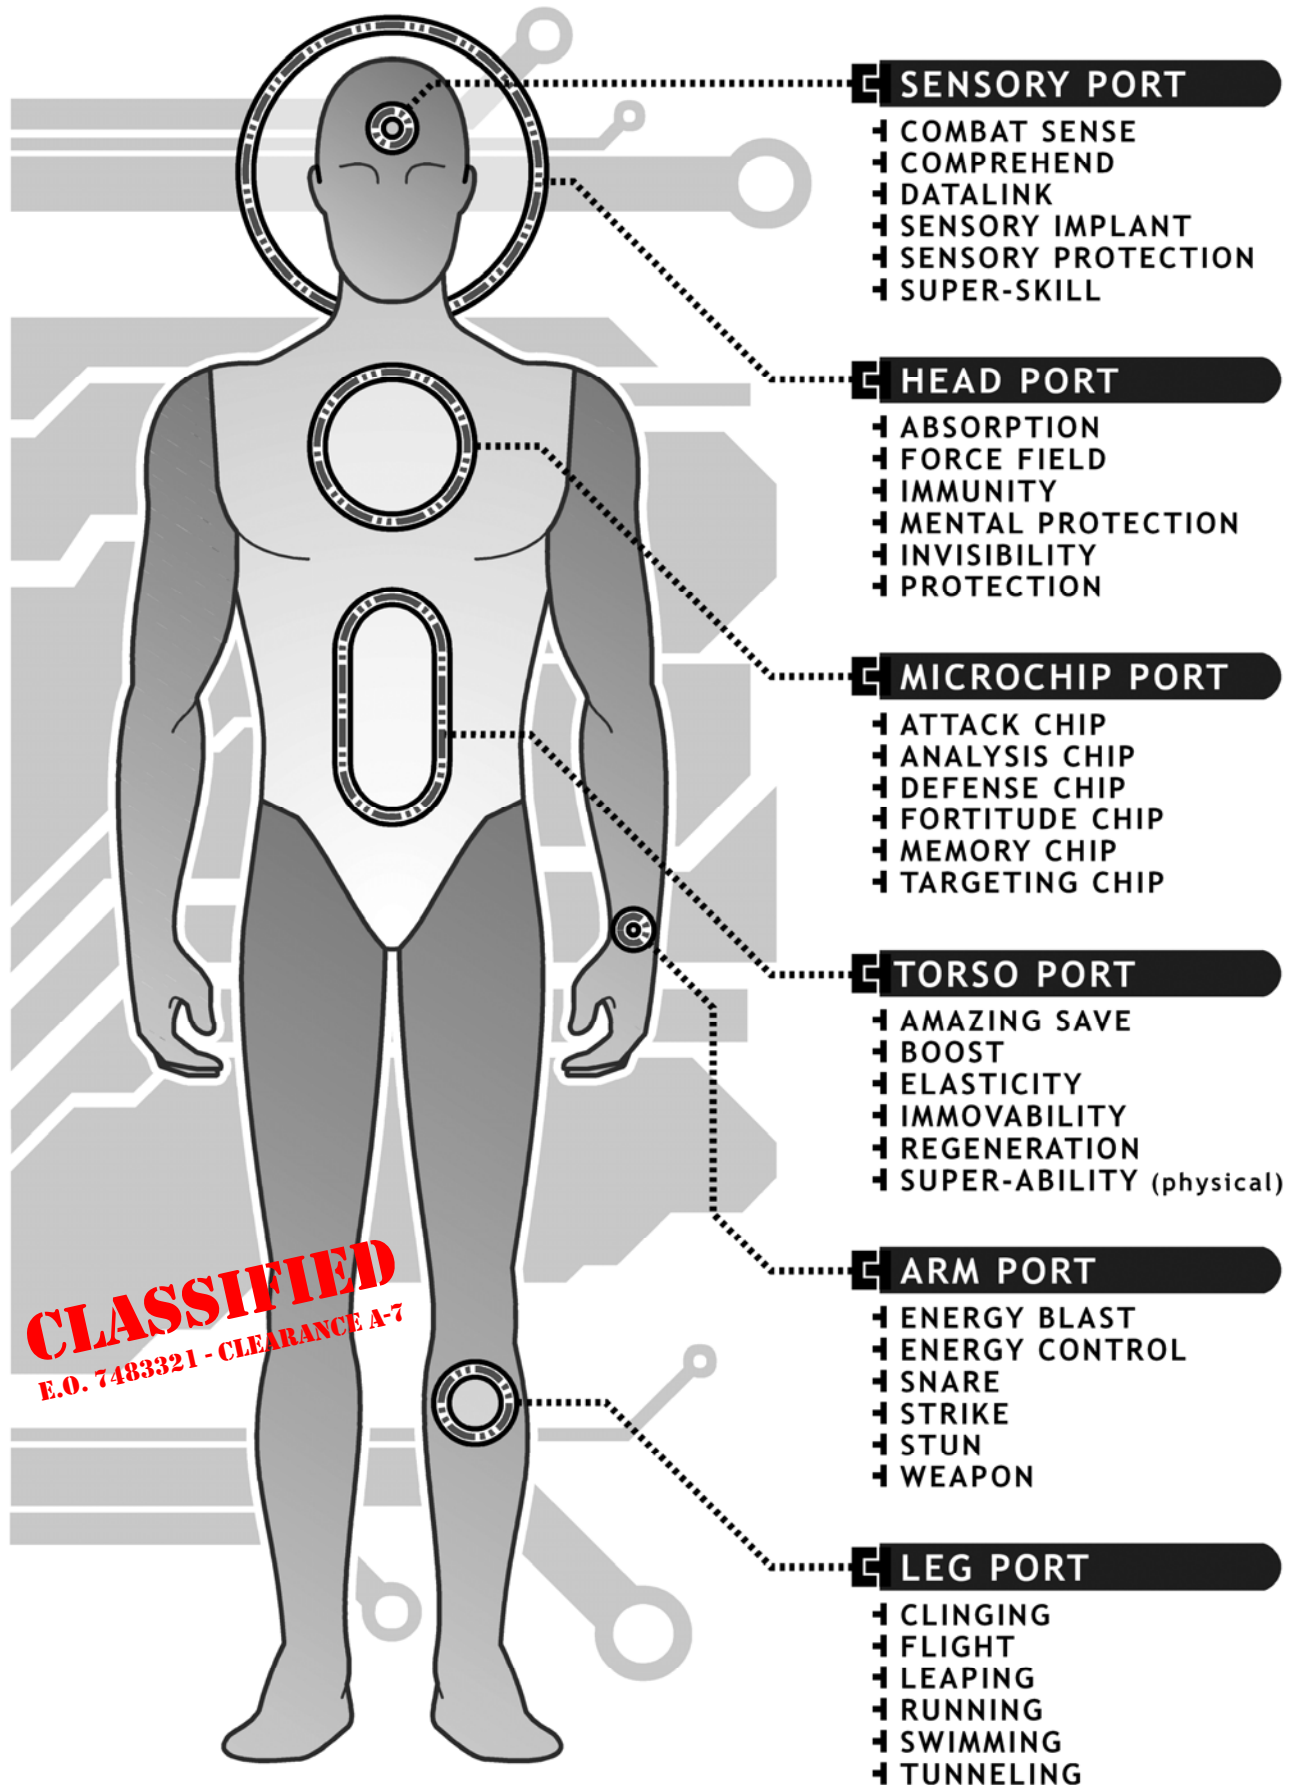 SENSORY PORT
COMBAT SENSE
COMPREHEND
DATALINK
SENSORY IMPLANT
SENSORY PROTECTION
SUPER-SKILL
HEAD PORT
ABSORPTION
FORCE FIELD
IMMUNITY
MENTAL PROTECTION
INVISIBILITY
PROTECTION
MICROCHIP PORT
ATTACK CHIP
ANALYSIS CHIP
DEFENSE CHIP
FORTITUDE CHIP
MEMORY CHIP
TARGETING CHIP
TORSO PORT
AMAZING SAVE
BOOST
ELASTICITY
IMMOVABILITY
REGENERATION
SUPER-ABILITY (physical)
ARM PORT
ENERGY BLAST
ENERGY CONTROL
SNARE
STRIKE
STUN
WEAPON
LEG PORT
CLINGING
FLIGHT
LEAPING
RUNNING
SWIMMING
TUNNELING
CLASSIFIED
E.O. 7483321 - CLEARANCE A-7